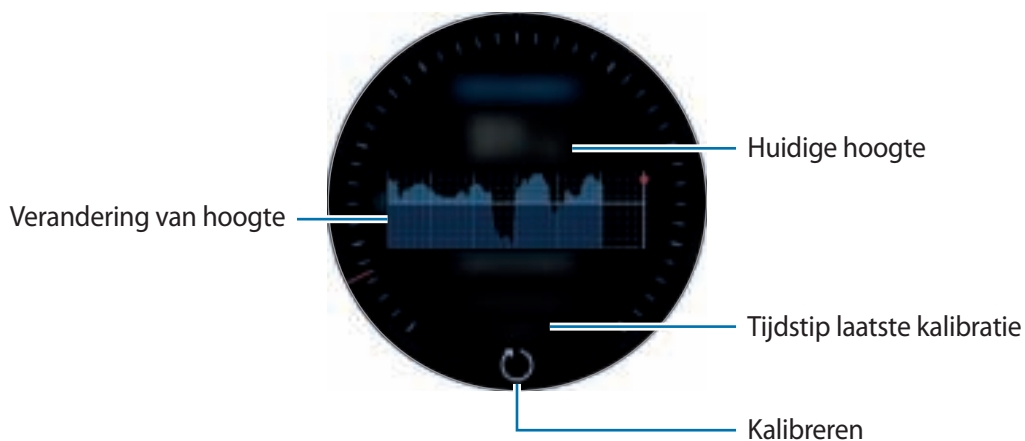 Huidige hoogte
Verandering van hoogte
Tijdstip laatste kalibratie
Kalibreren